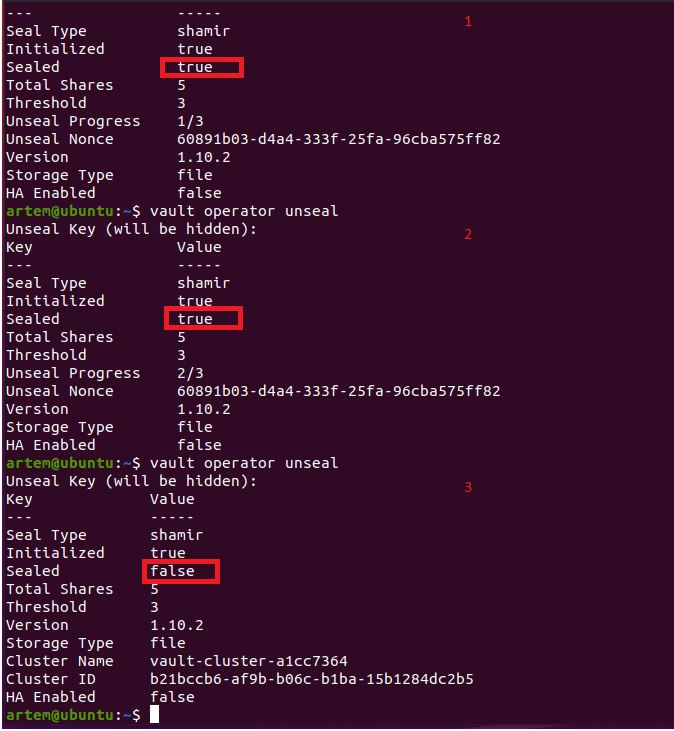 ---                -----
1
Seal Type          shamir
Initialized        true
Sealed             true
Total Shares       5
Threshold          3
Unseal Progress    1/3
Unseal Nonce       60891b03-d4a4-333f-25fa-96cba575ff82
Version            1.10.2
Storage Type       file
HA Enabled         false
artem@ubuntu:~$ vault operator unseal
Unseal Key (will be hidden):
2
Key                Value
---                -----
Seal Type          shamir
Initialized        true
Sealed             true
Total Shares       5
Threshold          3
Unseal Progress    2/3
Unseal Nonce       60891b03-d4a4-333f-25fa-96cba575ff82
Version            1.10.2
Storage Type       file
HA Enabled         false
artem@ubuntu:~$ vault operator unseal
Unseal Key (will be hidden):
3
Key             Value
---             -----
Seal Type       shamir
Initialized     true
Sealed          false
Total Shares    5
Threshold       3
Version         1.10.2
Storage Type    file
Cluster Name    vault-cluster-a1cc7364
Cluster ID      b21bccb6-af9b-b06c-b1ba-15b1284dc2b5
HA Enabled      false
artem@ubuntu:~$